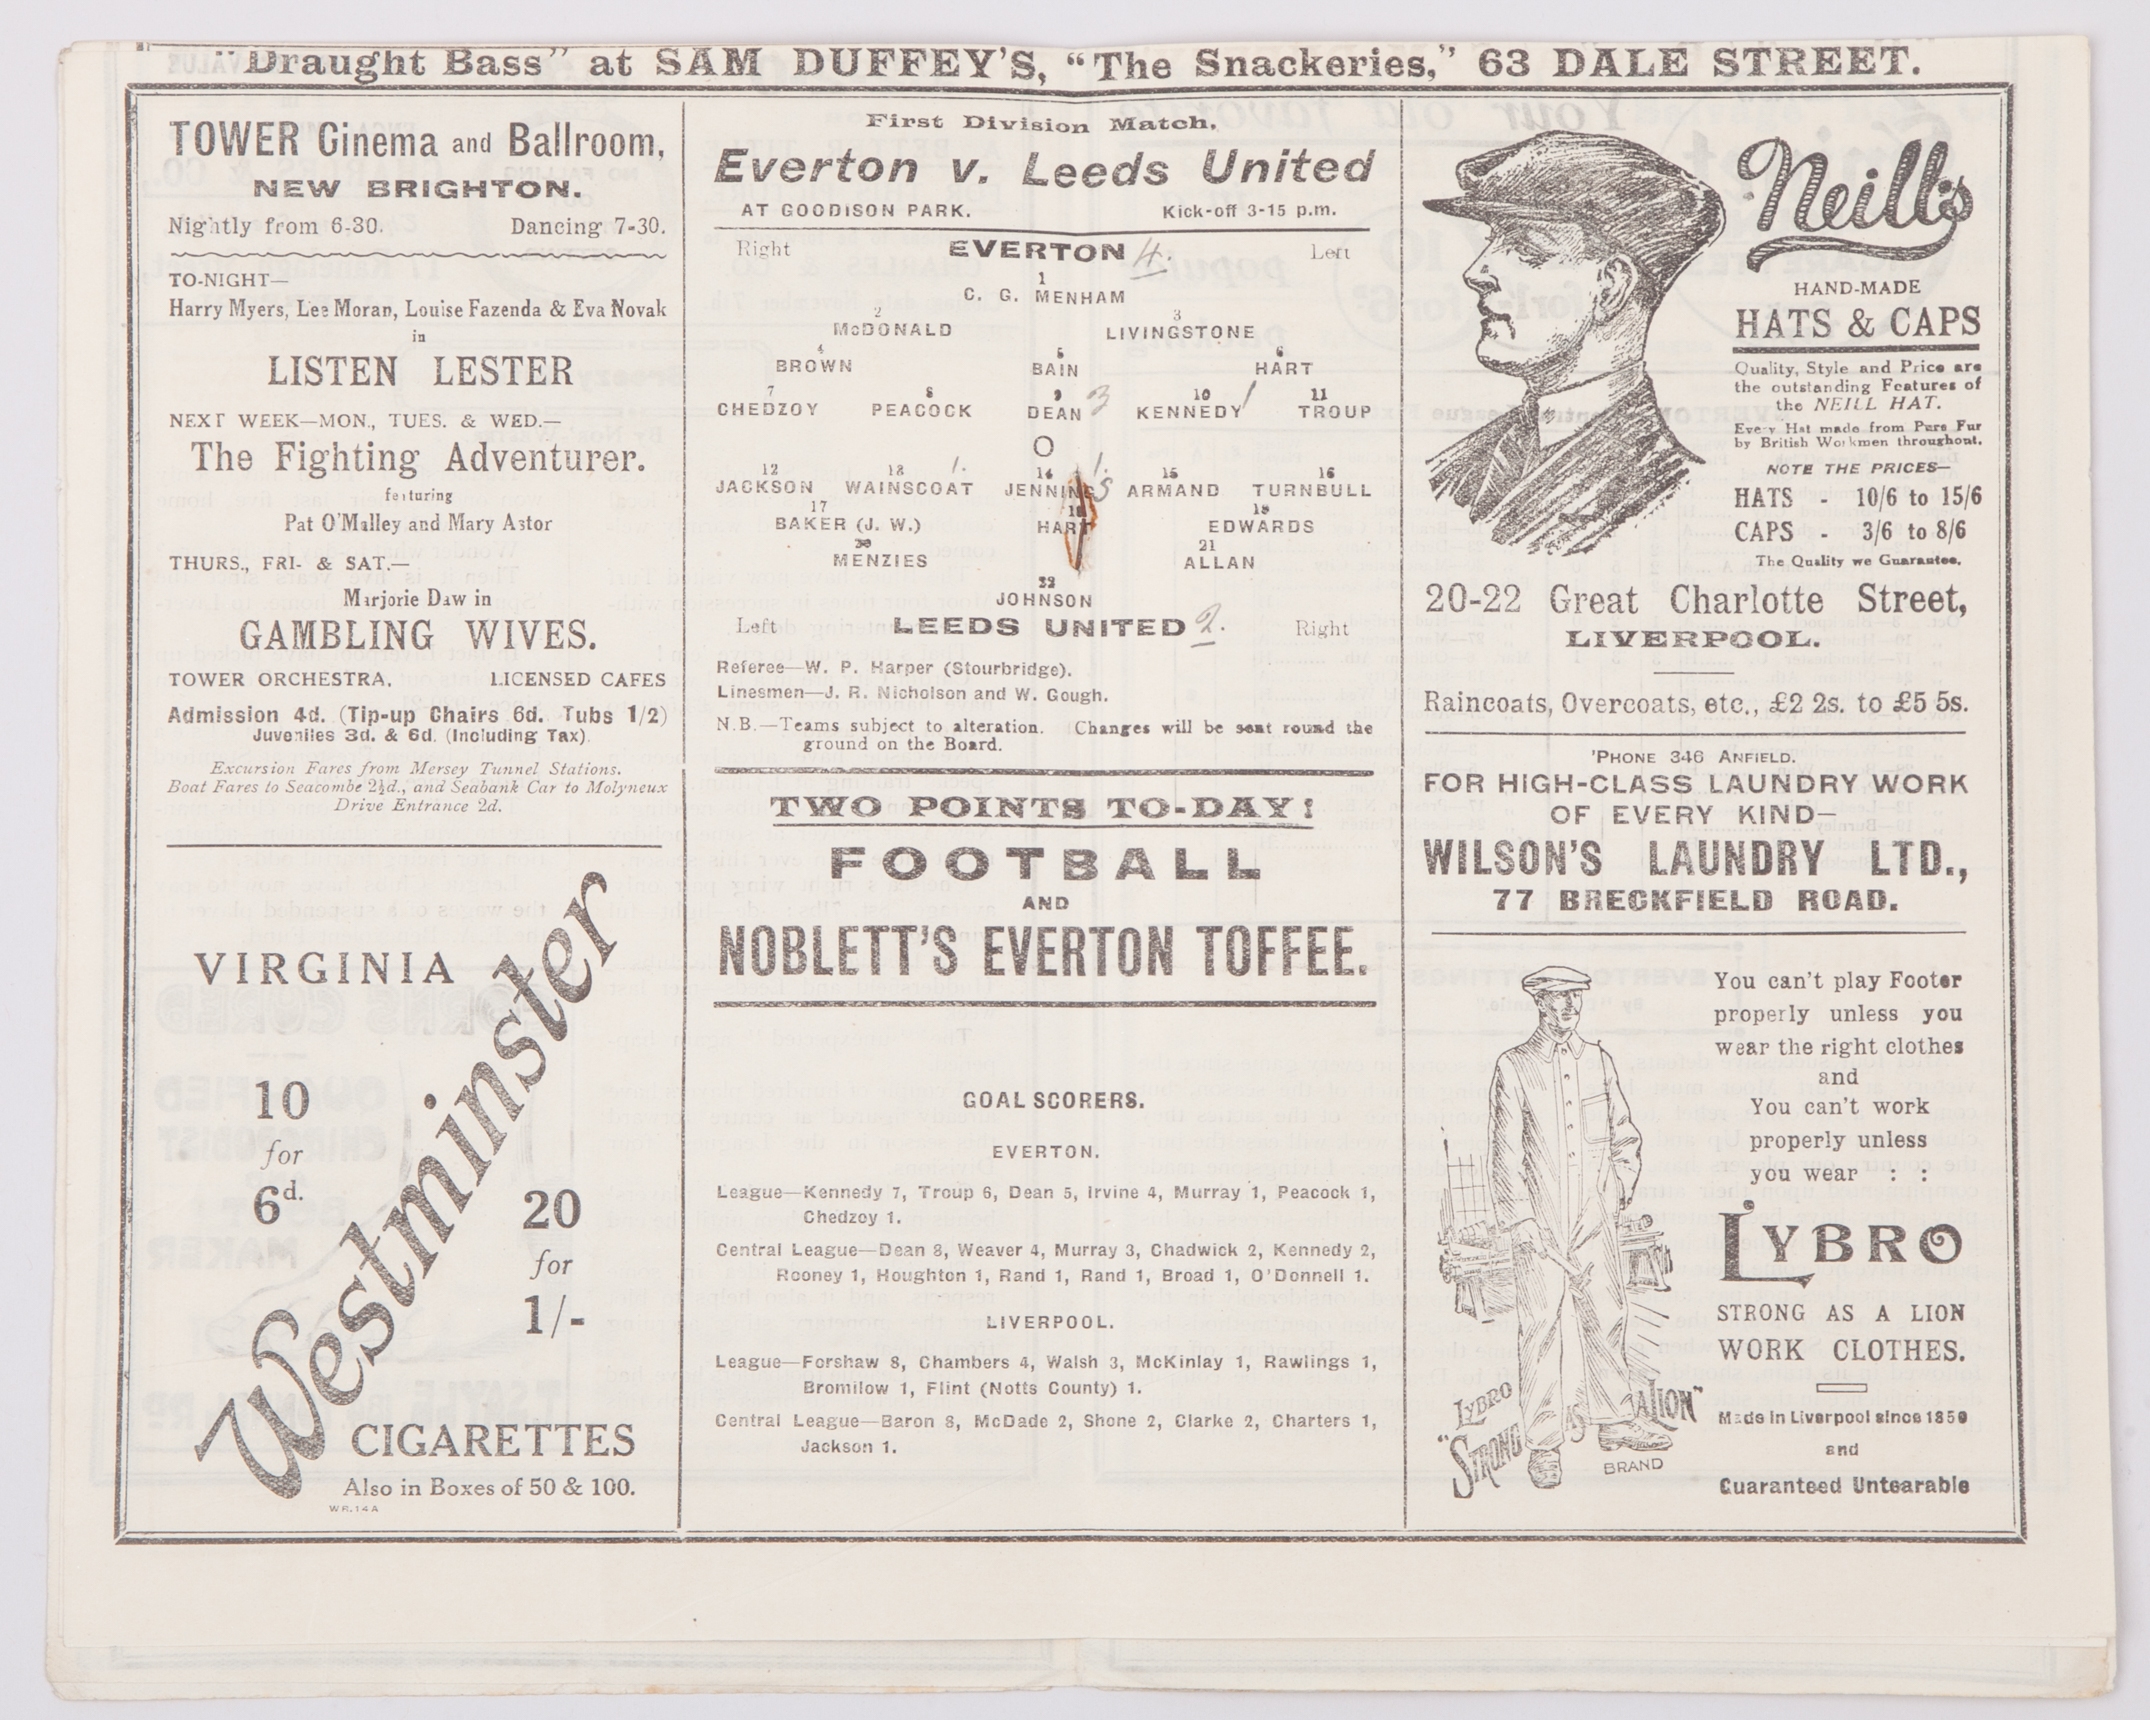 "Draught Bass" at SAM DUFFEY'S, "The Snackeries," 63 DALE STREET.
TOWER Cinema and Ballroom,
NEW BRIGHTON.
Nightly from 6-30. Dancing 7-30.
TO-NIGHT—
Harry Myers, Lee Moran, Louise Fazenda & Eva Novak
in
LISTEN LESTER
NEXT WEEK—MON., TUES. & WED.—
The Fighting Adventurer.
featuring
Pat O'Malley and Mary Astor
THURS., FRI- & SAT.—
Marjorie Daw in
GAMBLING WIVES.
TOWER ORCHESTRA. LICENSED CAFES
Admission 4d. (Tip-up Chairs 6d. Tubs 1/2)
Juveniles 3d. & 6d. (Including Tax).
Excursion Fares from Mersey Tunnel Stations.
Boat Fares to Seacombe 2½d., and Seabank Car to Molyneux
Drive Entrance 2d.
VIRGINIA
Westminster
10
for
6d.
20
for
1/-
CIGARETTES
Also in Boxes of 50 & 100.
WR.14A
First Division Match.
Everton v. Leeds United
AT GOODISON PARK. Kick-off 3-15 p.m.
Right EVERTON 4. Left
1
C. G. MENHAM
2 3
McDONALD LIVINGSTONE
4 5 6
BROWN BAIN HART
7 8 9 10 11
CHEDZOY PEACOCK DEAN 3 KENNEDY 1 TROUP
12 13 1. 14 1. 15 16
JACKSON WAINSCOAT JENNINGS ARMAND TURNBULL
17 18 19
BAKER (J. W.) HART EDWARDS
20 21
MENZIES ALLAN
22
JOHNSON
Left LEEDS UNITED 2. Right
Referee—W. P. Harper (Stourbridge).
Linesmen—J. R. Nicholson and W. Gough.
N.B.—Teams subject to alteration. Changes will be sent round the
ground on the Board.
TWO POINTS TO-DAY!
FOOTBALL
AND
NOBLETT'S EVERTON TOFFEE.
GOAL SCORERS.
EVERTON.
League—Kennedy 7, Troup 6, Dean 5, Irvine 4, Murray 1, Peacock 1,
Chedzoy 1.
Central League—Dean 8, Weaver 4, Murray 3, Chadwick 2, Kennedy 2,
Rooney 1, Houghton 1, Rand 1, Rand 1, Broad 1, O'Donnell 1.
LIVERPOOL.
League—Forshaw 8, Chambers 4, Walsh 3, McKinlay 1, Rawlings 1,
Bromilow 1, Flint (Notts County) 1.
Central League—Baron 8, McDade 2, Shone 2, Clarke 2, Charters 1,
Jackson 1.
Neill's
HAND-MADE
HATS & CAPS
Quality, Style and Price are
the outstanding Features of
the NEILL HAT.
Every Hat made from Pure Fur
by British Workmen throughout.
NOTE THE PRICES—
HATS - 10/6 to 15/6
CAPS - 3/6 to 8/6
The Quality we Guarantee.
20-22 Great Charlotte Street,
LIVERPOOL.
Raincoats, Overcoats, etc., £2 2s. to £5 5s.
'PHONE 346 ANFIELD.
FOR HIGH-CLASS LAUNDRY WORK
OF EVERY KIND—
WILSON'S LAUNDRY LTD.,
77 BRECKFIELD ROAD.
You can't play Footer
properly unless you
wear the right clothes
and
You can't work
properly unless
you wear : :
LYBRO
STRONG AS A LION
WORK CLOTHES.
Made in Liverpool since 1850
and
Guaranteed Untearable
LYBRO
"STRONG AS A LION"
BRAND